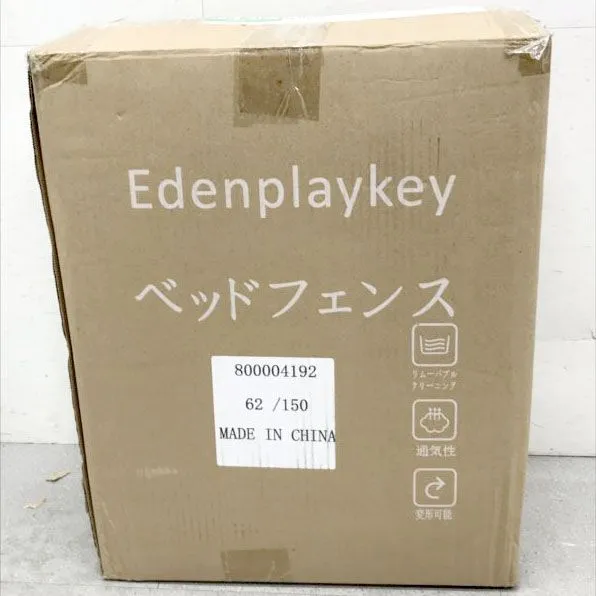 Edenplaykey
ベッドフェンス
リムーバブル
クリーニング
800004192
62 /150
MADE IN CHINA
通気性
変形可能